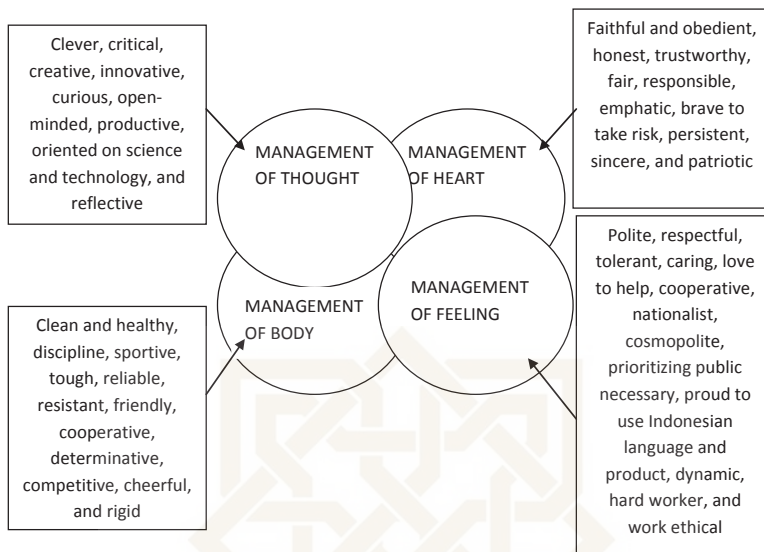 Clever, critical,
creative, innovative,
curious, open-
minded, productive,
oriented on science
and technology, and
reflective
Faithful and obedient,
honest, trustworthy,
fair, responsible,
emphatic, brave to
take risk, persistent,
sincere, and patriotic
MANAGEMENT
OF THOUGHT
MANAGEMENT
OF HEART
MANAGEMENT
OF BODY
MANAGEMENT
OF FEELING
Clean and healthy,
discipline, sportive,
tough, reliable,
resistant, friendly,
cooperative,
determinative,
competitive, cheerful,
and rigid
Polite, respectful,
tolerant, caring, love
to help, cooperative,
nationalist,
cosmopolite,
prioritizing public
necessary, proud to
use Indonesian
language and
product, dynamic,
hard worker, and
work ethical